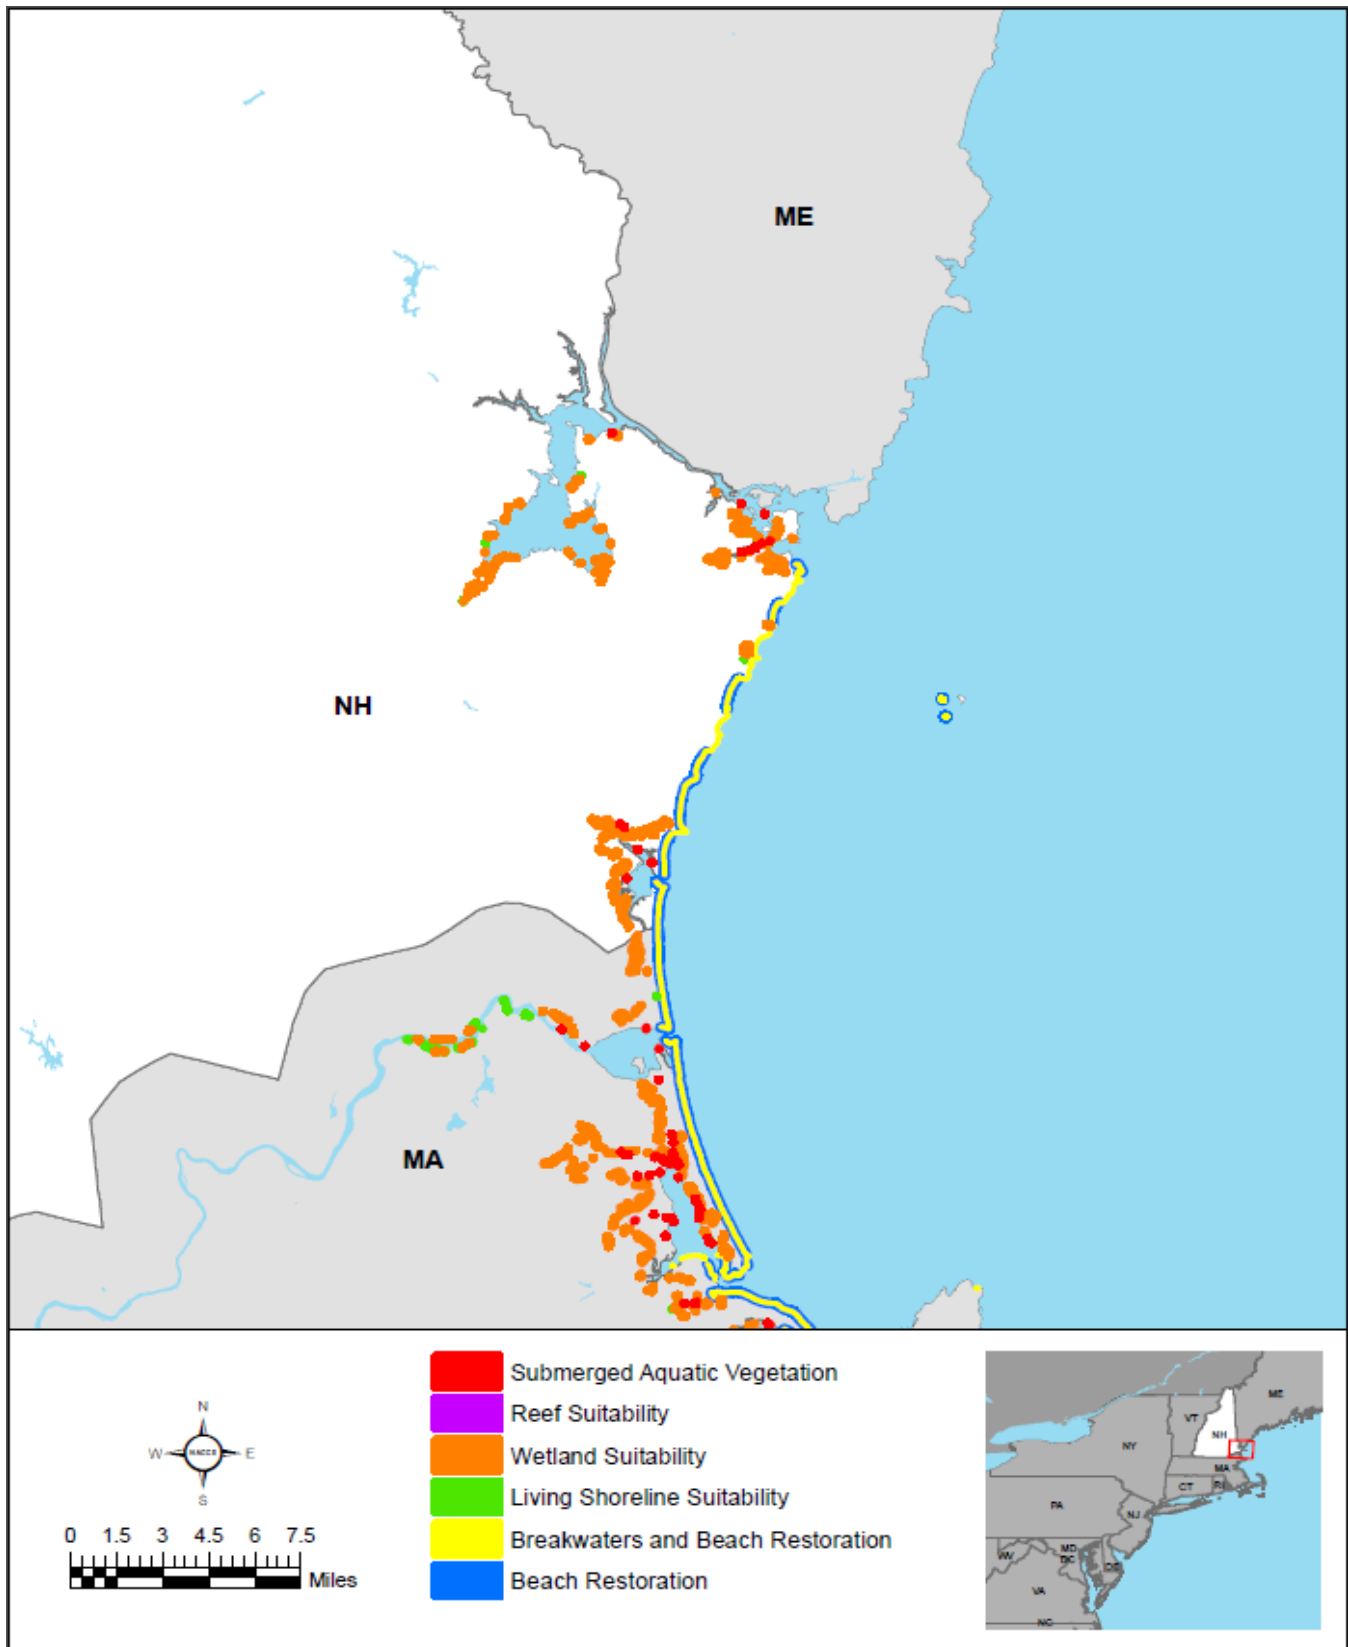 ME
NH
MA
N
W NACCS E
S
0 1.5 3 4.5 6 7.5
Miles
Submerged Aquatic Vegetation
Reef Suitability
Wetland Suitability
Living Shoreline Suitability
Breakwaters and Beach Restoration
Beach Restoration
ME
VT
NH
NY
MA
CT RI
PA
NJ
MD
WV DC
DE
VA
NC